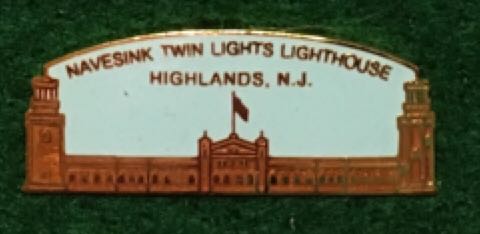 NAVESINK TWIN LIGHTS LIGHTHOUSE
HIGHLANDS, N.J.